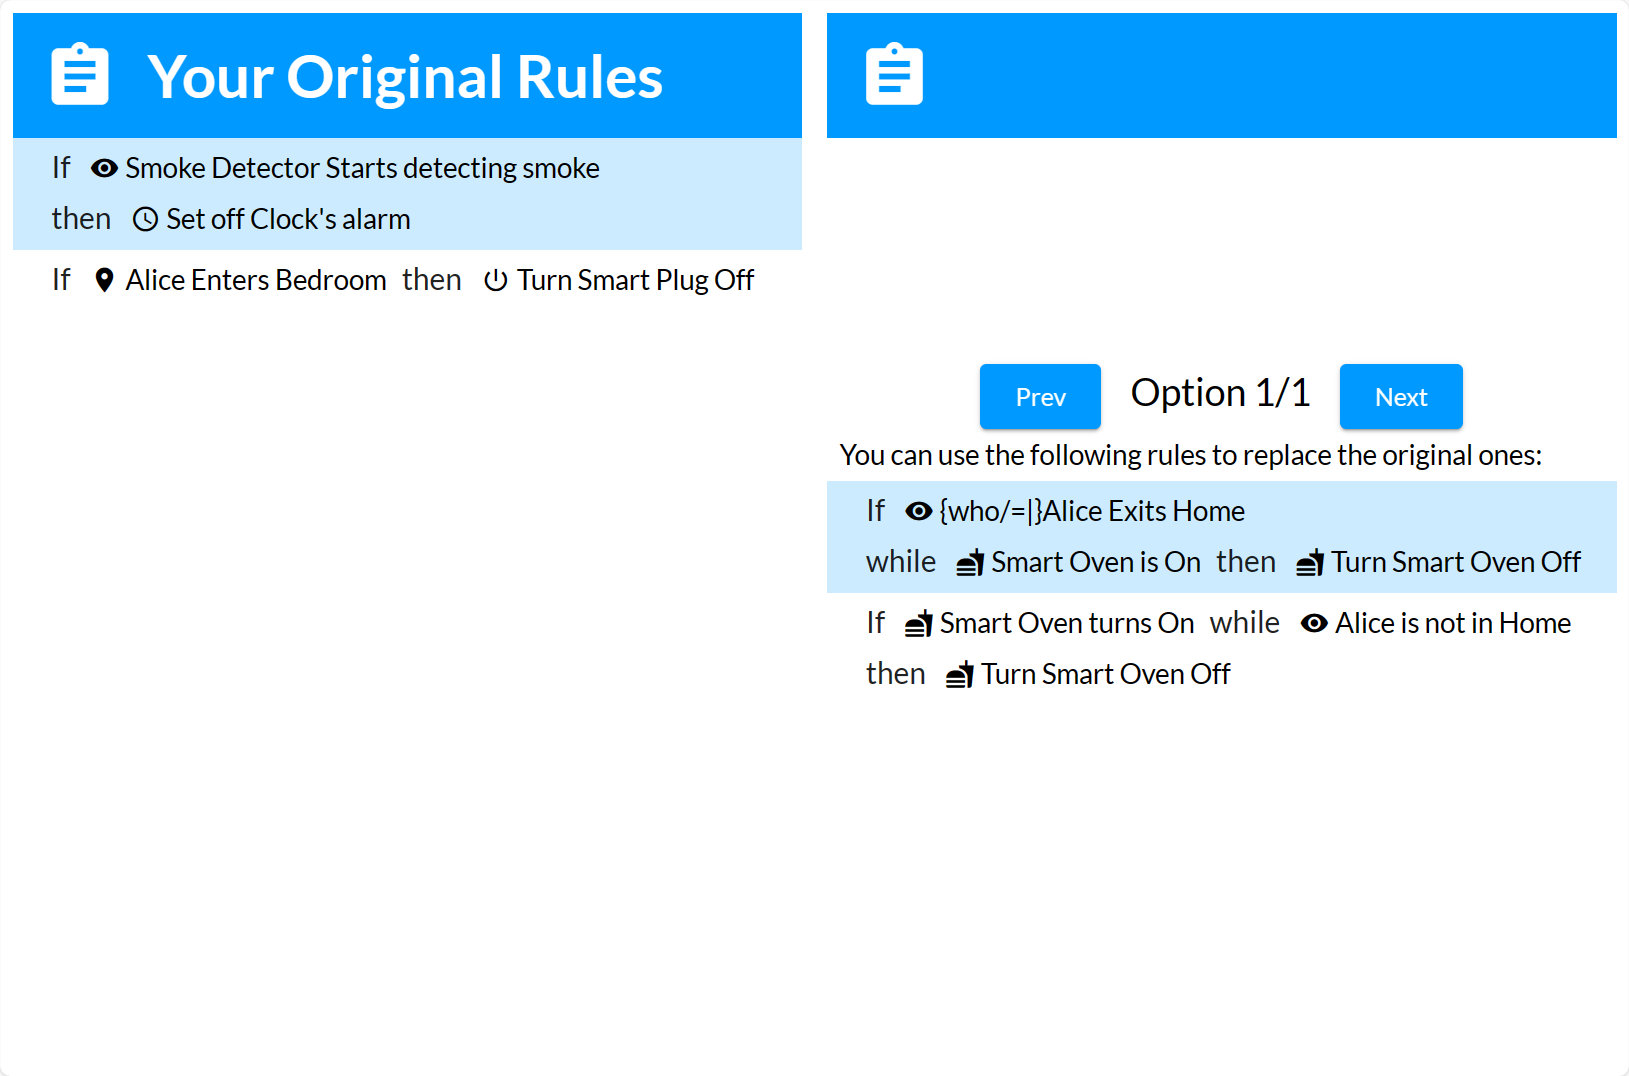 Your Original Rules
If Smoke Detector Starts detecting smoke
then Set off Clock's alarm
If Alice Enters Bedroom then Turn Smart Plug Off
Prev Option 1/1 Next
You can use the following rules to replace the original ones:
If {who/=|}Alice Exits Home
while Smart Oven is On then Turn Smart Oven Off
If Smart Oven turns On while Alice is not in Home
then Turn Smart Oven Off